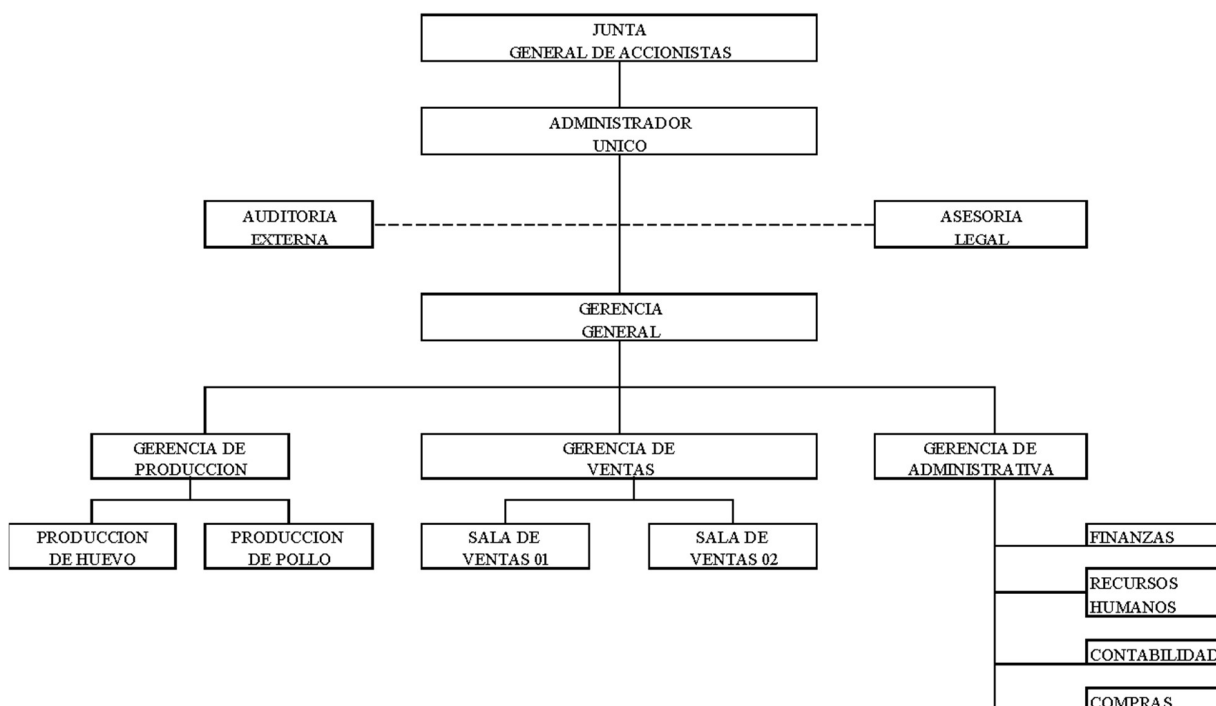 JUNTA
GENERAL DE ACCIONISTAS
ADMINISTRADOR
UNICO
AUDITORIA
EXTERNA
ASESORIA
LEGAL
GERENCIA
GENERAL
GERENCIA DE
PRODUCCION
GERENCIA DE
VENTAS
GERENCIA DE
ADMINISTRATIVA
PRODUCCION
DE HUEVO
PRODUCCION
DE POLLO
SALA DE
VENTAS 01
SALA DE
VENTAS 02
FINANZAS
RECURSOS
HUMANOS
CONTABILIDAD
COMPRAS